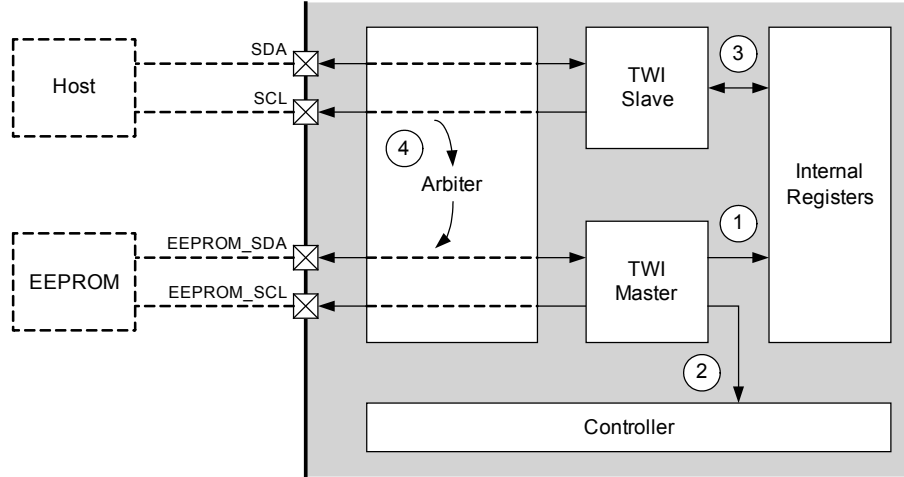 SDA
Host
SCL
TWI
Slave
3
4
Arbiter
Internal
Registers
EEPROM_SDA
EEPROM
EEPROM_SCL
TWI
Master
1
2
Controller